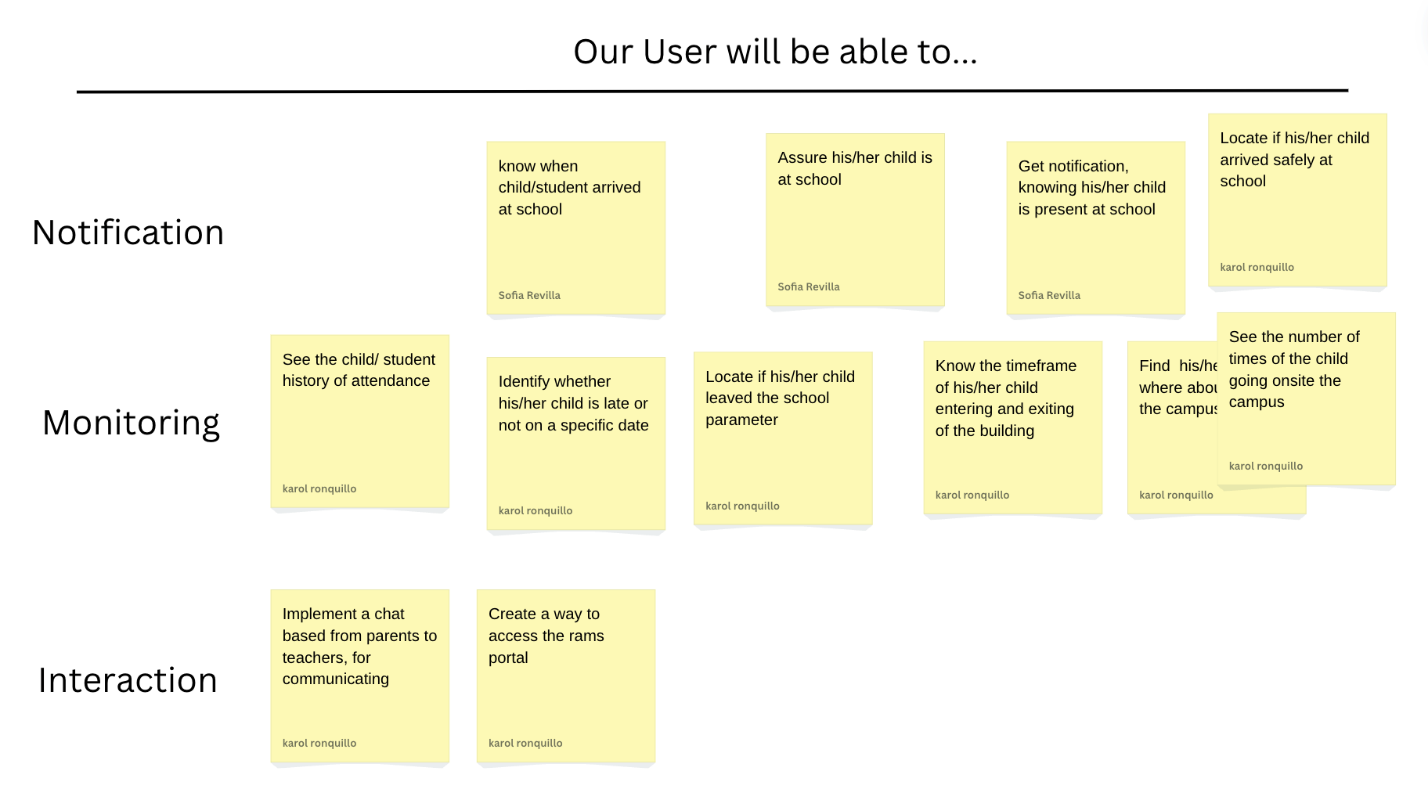 Our User will be able to...
Notification
know when
child/student arrived
at school
Sofia Revilla
Assure his/her child is
at school
Sofia Revilla
Get notification,
knowing his/her child
is present at school
Sofia Revilla
Locate if his/her child
arrived safely at
school
karol ronquillo
Monitoring
See the child/ student
history of attendance
karol ronquillo
Identify whether
his/her child is late or
not on a specific date
karol ronquillo
Locate if his/her child
leaved the school
parameter
karol ronquillo
Know the timeframe
of his/her child
entering and exiting
of the building
karol ronquillo
Find
where
the campus
karol ronquillo
See the number of
times of the child
going onsite the
campus
karol ronquillo
Interaction
Implement a chat
based from parents to
teachers, for
communicating
karol ronquillo
Create a way to
access the rams
portal
karol ronquillo